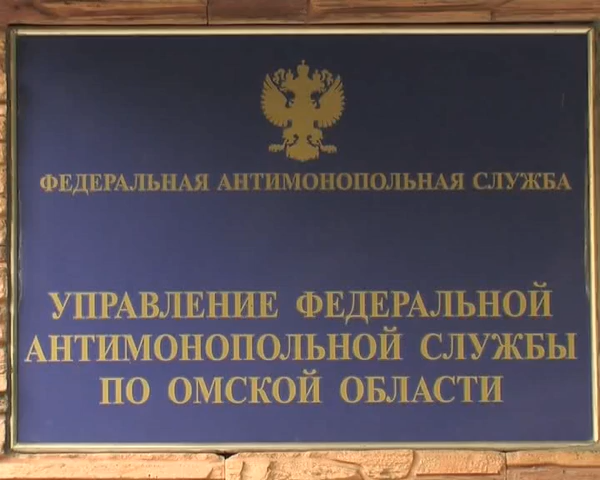 ФЕДЕРАЛЬНАЯ АНТИМОНОПОЛЬНАЯ СЛУЖБА
УПРАВЛЕНИЕ ФЕДЕРАЛЬНОЙ
АНТИМОНОПОЛЬНОЙ СЛУЖБЫ
ПО ОМСКОЙ ОБЛАСТИ